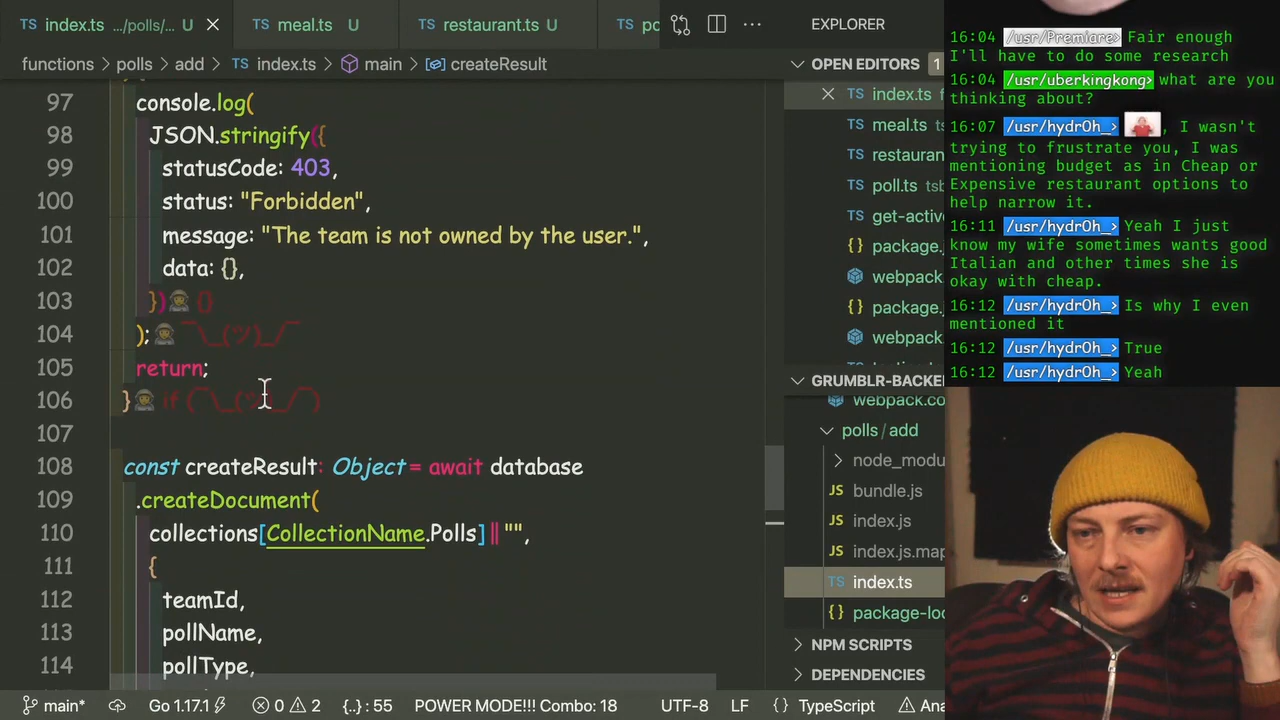 TS index.ts .../polls/... U
TS meal.ts U
TS restaurant.ts U
TS po
functions > polls > add > TS index.ts > main > createResult
97 console.log(
98 JSON.stringify({
99 statusCode: 403,
100 status: "Forbidden",
101 message: "The team is not owned by the user.",
102 data: {},
103 }) {}
104 ); ¯\_(ツ)_/¯
105 return;
106 } if (¯\_(ツ)_/¯)
107
108 const createResult: Object = await database
109 .createDocument(
110 collections[CollectionName.Polls] || "",
111 {
112 teamId,
113 pollName,
114 pollType,
main* Go 1.17.1 0 2 {..} : 55 POWER MODE!!! Combo: 18 UTF-8 LF {} TypeScript Ana
EXPLORER
OPEN EDITORS 1
TS index.ts f
TS meal.ts ts
TS restauran
TS poll.ts tsb
TS get-active
{} package.
webpack.
{} package.j
webpack.
GRUMBLR-BACKE
webpack.co
polls / add
node_modu
JS bundle.js
JS index.js
JS index.js.map
TS index.ts
{} package-loc
NPM SCRIPTS
DEPENDENCIES
16:04 /usr/Premiare> Fair enough
I'll have to do some research
16:04 /usr/uberkingkong> what are you
thinking about?
16:07 /usr/hydr0h_> , I wasn't
trying to frustrate you, I was
mentioning budget as in Cheap or
Expensive restaurant options to
help narrow it.
16:11 /usr/hydr0h_> Yeah I just
know my wife sometimes wants good
Italian and other times she is
okay with cheap.
16:12 /usr/hydr0h_> Is why I even
mentioned it
16:12 /usr/hydr0h_> True
16:12 /usr/hydr0h_> Yeah